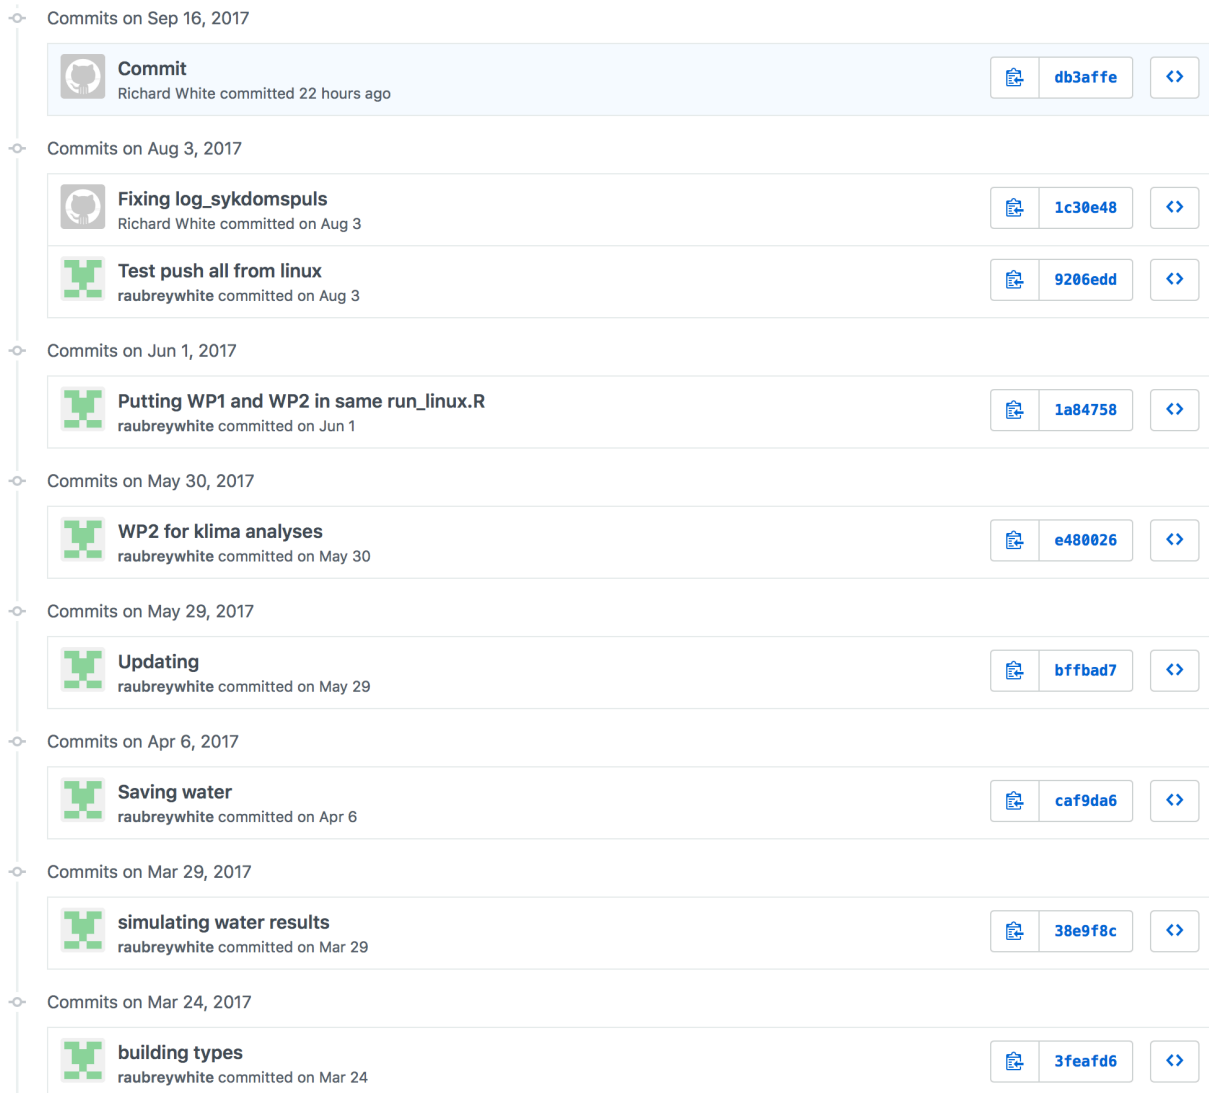 Commits on Sep 16, 2017
Commit
Richard White committed 22 hours ago
db3affe
Commits on Aug 3, 2017
Fixing log_sykdomspuls
Richard White committed on Aug 3
1c30e48
Test push all from linux
raubreywhite committed on Aug 3
9206edd
Commits on Jun 1, 2017
Putting WP1 and WP2 in same run_linux.R
raubreywhite committed on Jun 1
1a84758
Commits on May 30, 2017
WP2 for klima analyses
raubreywhite committed on May 30
e480026
Commits on May 29, 2017
Updating
raubreywhite committed on May 29
bffbad7
Commits on Apr 6, 2017
Saving water
raubreywhite committed on Apr 6
caf9da6
Commits on Mar 29, 2017
simulating water results
raubreywhite committed on Mar 29
38e9f8c
Commits on Mar 24, 2017
building types
raubreywhite committed on Mar 24
3feafd6